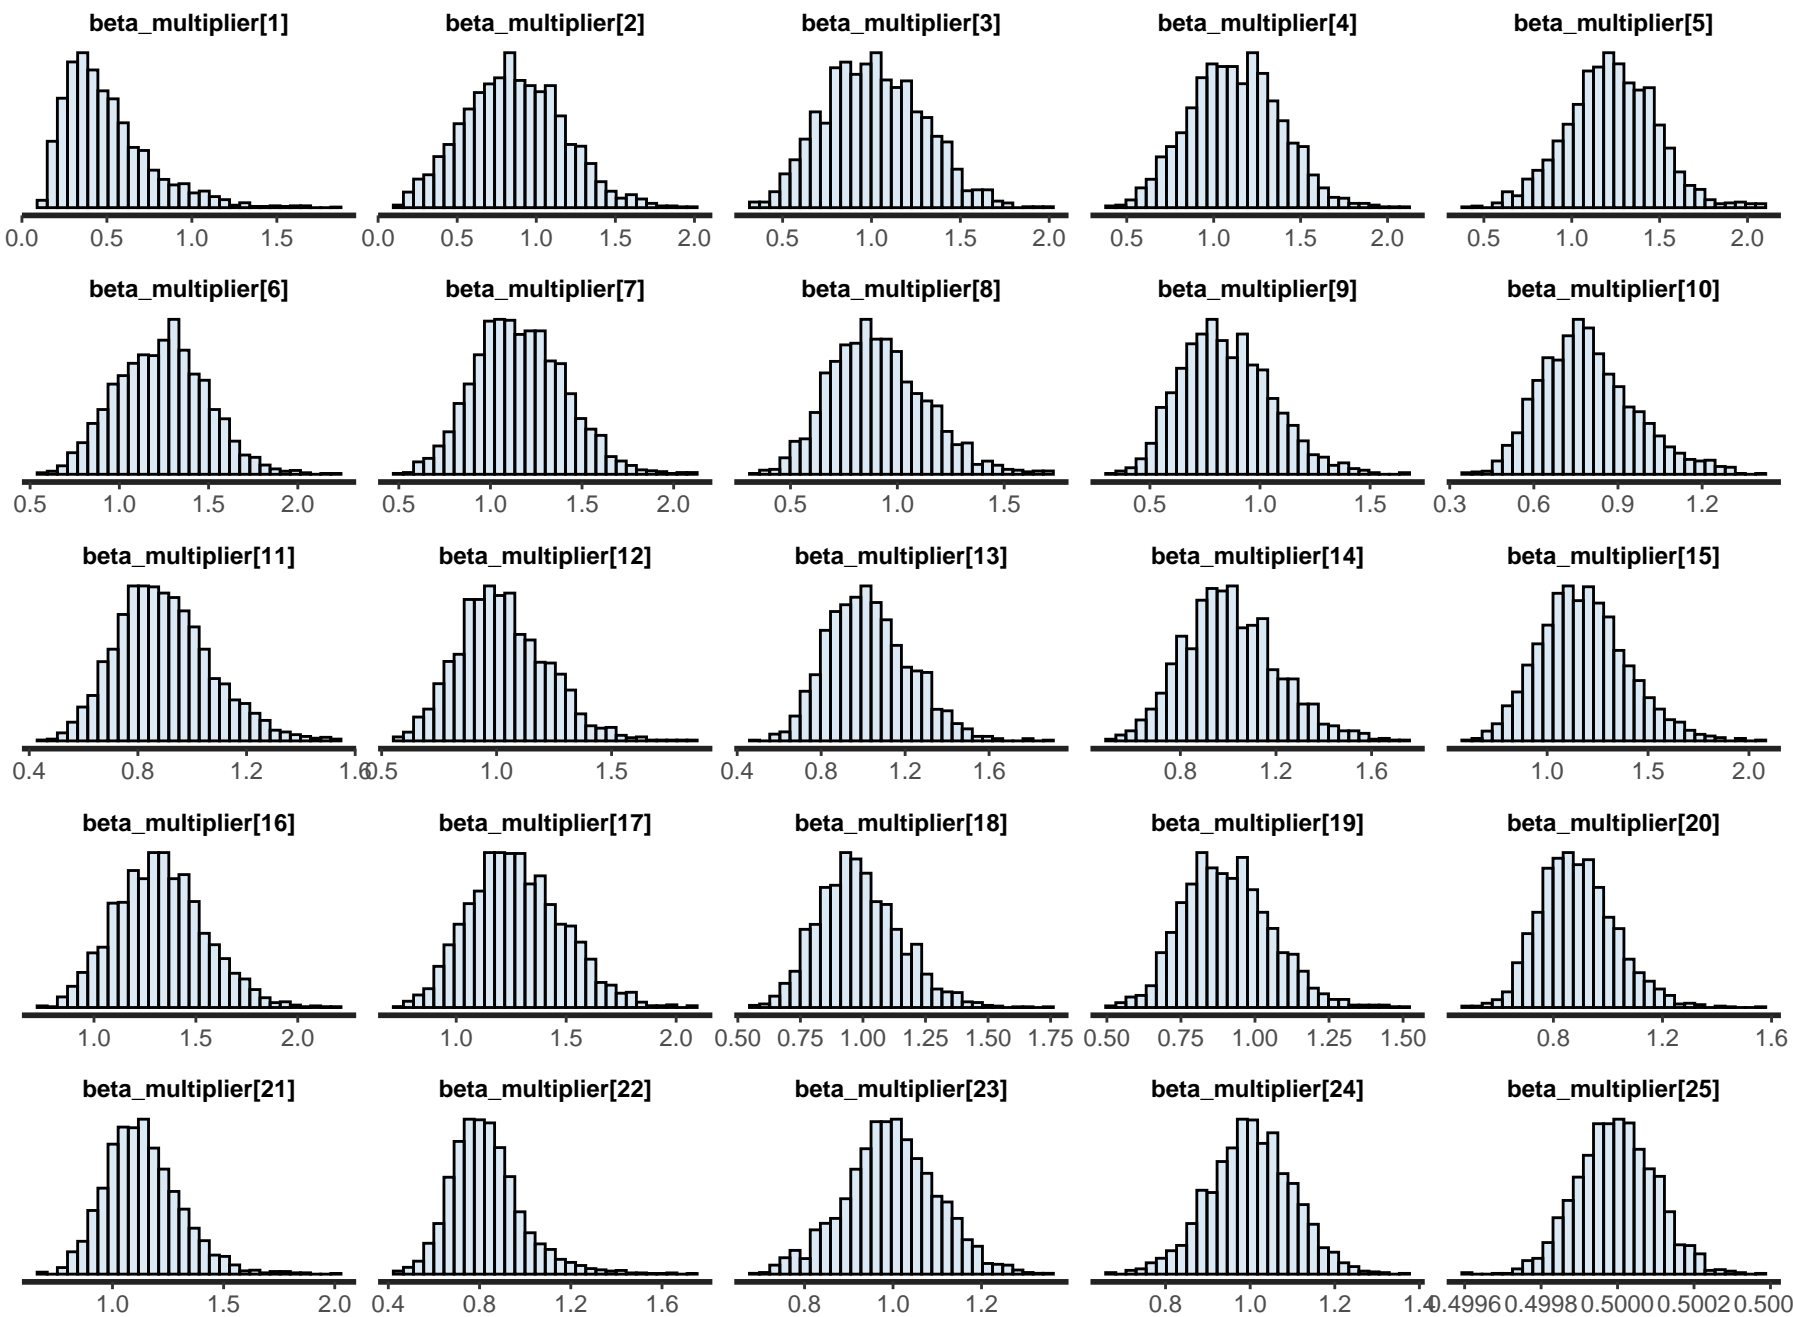 beta_multiplier[1] beta_multiplier[2] beta_multiplier[3] beta_multiplier[4] beta_multiplier[5]
0.0 0.5 1.0 1.5 0.0 0.5 1.0 1.5 2.0 0.5 1.0 1.5 2.0 0.5 1.0 1.5 2.0 0.5 1.0 1.5 2.0
beta_multiplier[6] beta_multiplier[7] beta_multiplier[8] beta_multiplier[9] beta_multiplier[10]
0.5 1.0 1.5 2.0 0.5 1.0 1.5 2.0 0.5 1.0 1.5 0.5 1.0 1.5 0.3 0.6 0.9 1.2
beta_multiplier[11] beta_multiplier[12] beta_multiplier[13] beta_multiplier[14] beta_multiplier[15]
0.4 0.8 1.2 1.6 0.5 1.0 1.5 0.4 0.8 1.2 1.6 0.8 1.2 1.6 1.0 1.5 2.0
beta_multiplier[16] beta_multiplier[17] beta_multiplier[18] beta_multiplier[19] beta_multiplier[20]
1.0 1.5 2.0 1.0 1.5 2.0 0.50 0.75 1.00 1.25 1.50 1.75 0.50 0.75 1.00 1.25 1.50 0.8 1.2 1.6
beta_multiplier[21] beta_multiplier[22] beta_multiplier[23] beta_multiplier[24] beta_multiplier[25]
1.0 1.5 2.0 0.4 0.8 1.2 1.6 0.8 1.0 1.2 0.8 1.0 1.2 1.4 0.4996 0.4998 0.5000 0.5002 0.500